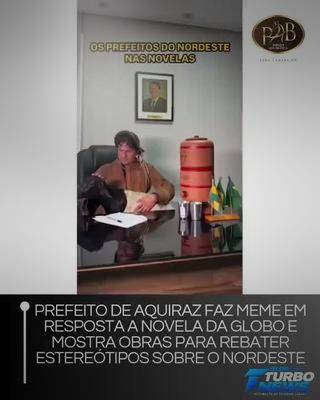 OS PREFEITOS DO NORDESTE
NAS NOVELAS
PAB
PREFEITO DE AQUIRAZ FAZ MEME EM
RESPOSTA A NOVELA DA GLOBO E
MOSTRA OBRAS PARA REBATER
ESTEREÓTIPOS SOBRE O NORDESTE
TURBO
NEWS